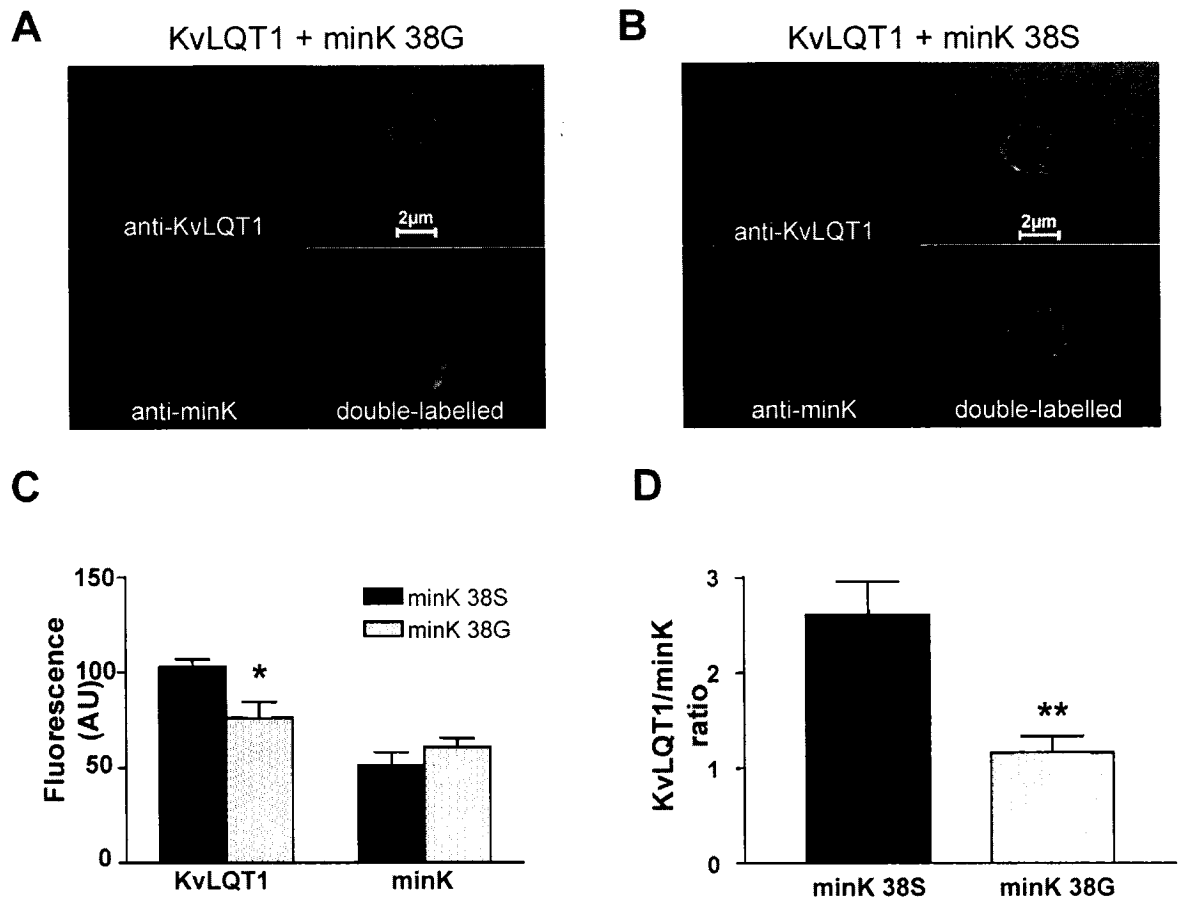 A
KvLQT1 + minK 38G
anti-KvLQT1
2µm
anti-minK
double-labelled
B
KvLQT1 + minK 38S
anti-KvLQT1
2µm
anti-minK
double-labelled
C
Fluorescence
(AU)
150
100
50
0
minK 38S
minK 38G
*
KvLQT1
minK
D
KvLQT1/minK
ratio
3
2
1
0
**
minK 38S
minK 38G